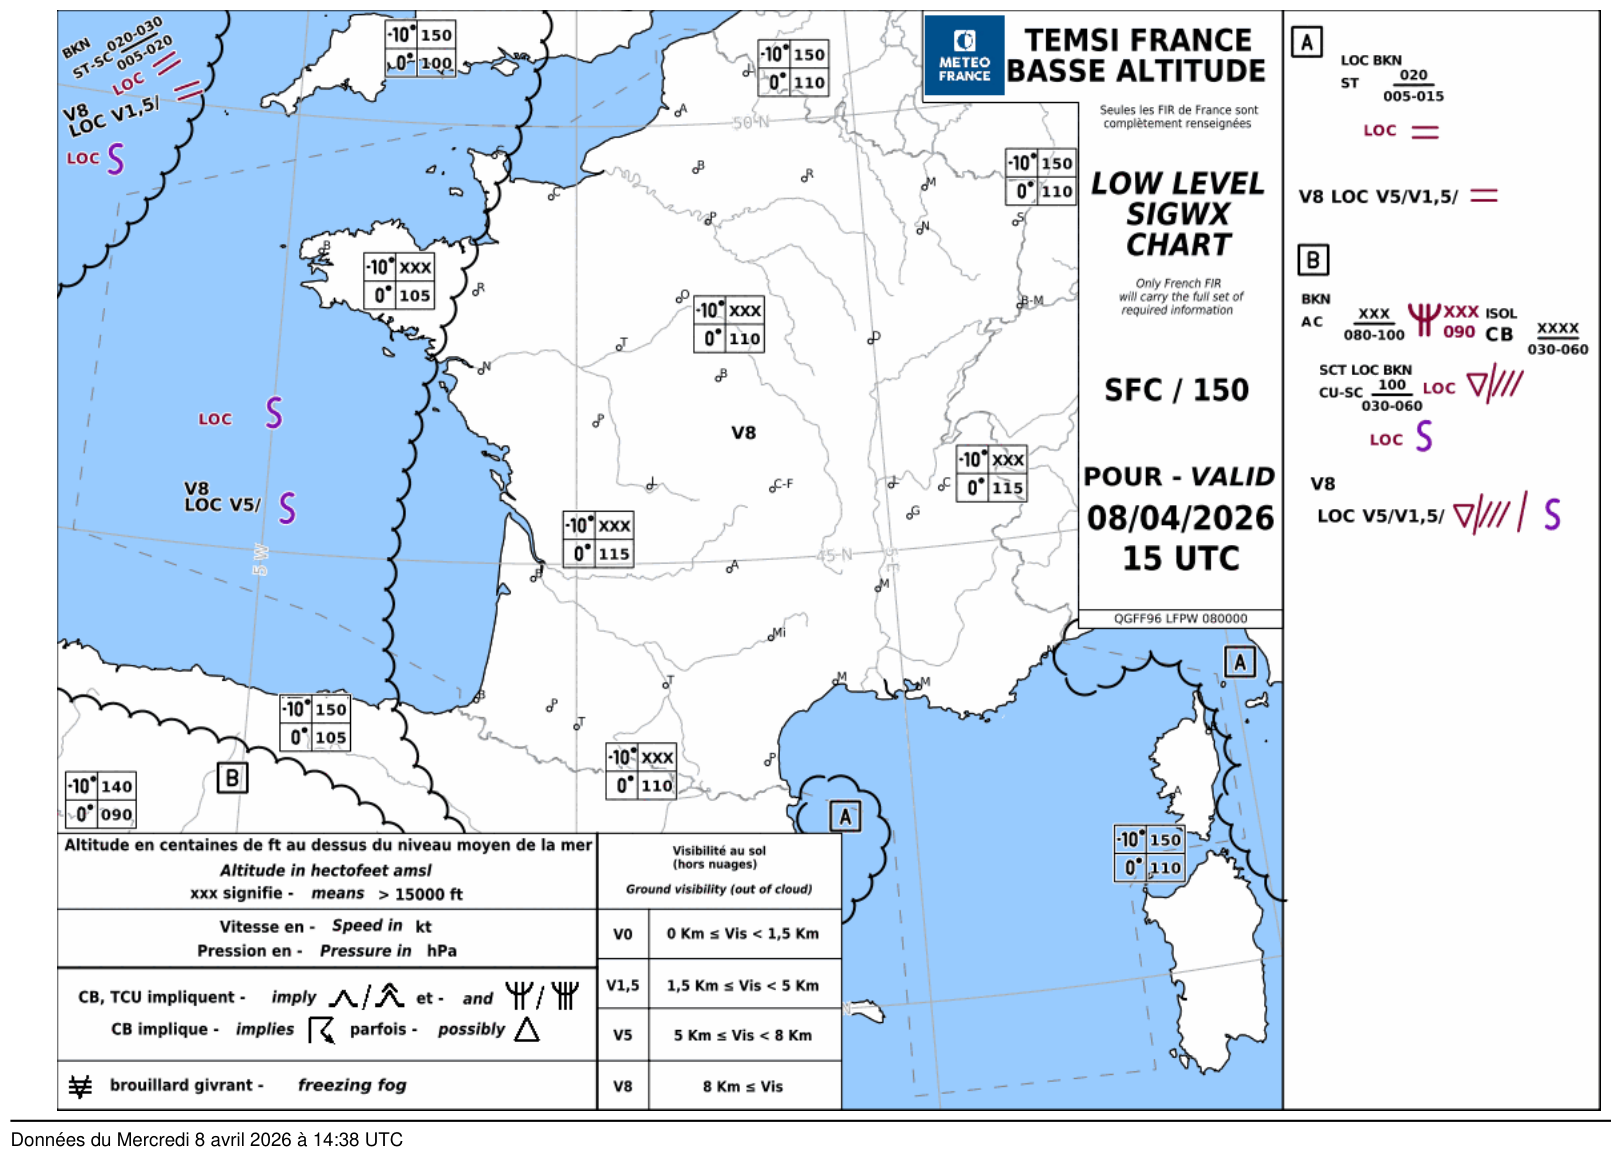 BKN
ST-SC 020-030
005-020
LOC
V8
LOC V1,5/
LOC
-10° 150
0° 100
-10° 150
0° 110
METEO
FRANCE
TEMSI FRANCE
BASSE ALTITUDE
Seules les FIR de France sont
complètement renseignées
LOW LEVEL
SIGWX
CHART
Only French FIR
will carry the full set of
required information
SFC / 150
POUR - VALID
08/04/2026
15 UTC
QGFF96 LFPW 080000
L
A
50°N
C
C
B
R
P
M
N
S
-10° 150
0° 110
B
-10° XXX
0° 105
R
O
-10° XXX
0° 110
B-M
T
D
N
B
P
V8
LOC
V8
LOC V5/
L
C-F
L
C
G
-10° XXX
0° 115
-10° XXX
0° 115
5°W
45°N
5°E
B
A
M
Mi
N
M
M
T
B
P
T
P
A
-10° 150
0° 105
B
-10° 140
0° 090
-10° XXX
0° 110
A
A
-10° 150
0° 110
A
LOC BKN
ST 020
005-015
LOC
V8 LOC V5/V1,5/
B
BKN
AC XXX
080-100
XXX
090
ISOL
CB XXXX
030-060
SCT LOC BKN
CU-SC 100
030-060
LOC
LOC
V8
LOC V5/V1,5/
Altitude en centaines de ft au dessus du niveau moyen de la mer
Altitude in hectofeet amsl
xxx signifie - means > 15000 ft
Vitesse en - Speed in kt
Pression en - Pressure in hPa
CB, TCU impliquent - imply / et - and /
CB implique - implies parfois - possibly
brouillard givrant - freezing fog
Visibilité au sol
(hors nuages)
Ground visibility (out of cloud)
V0 0 Km ≤ Vis < 1,5 Km
V1,5 1,5 Km ≤ Vis < 5 Km
V5 5 Km ≤ Vis < 8 Km
V8 8 Km ≤ Vis
Données du Mercredi 8 avril 2026 à 14:38 UTC